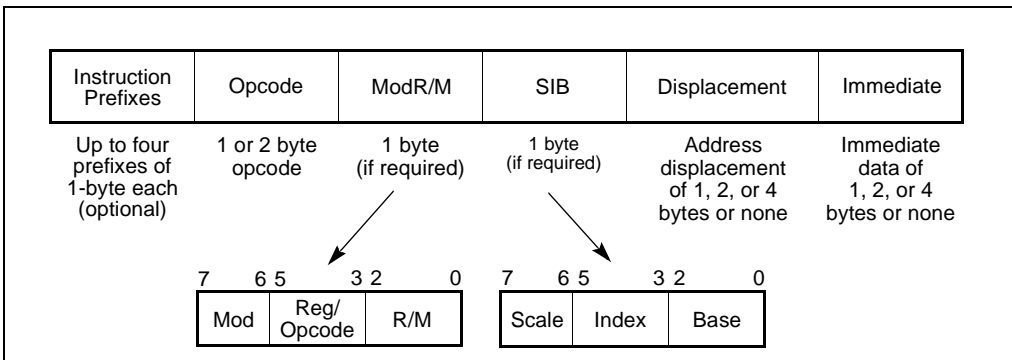 Instruction Prefixes
Opcode
ModR/M
SIB
Displacement
Immediate
Up to four
prefixes of
1-byte each
(optional)
1 or 2 byte
opcode
1 byte
(if required)
1 byte
(if required)
Address
displacement
of 1, 2, or 4
bytes or none
Immediate
data of
1, 2, or 4
bytes or none
7 6 5 3 2 0
Mod
Reg/
Opcode
R/M
7 6 5 3 2 0
Scale
Index
Base